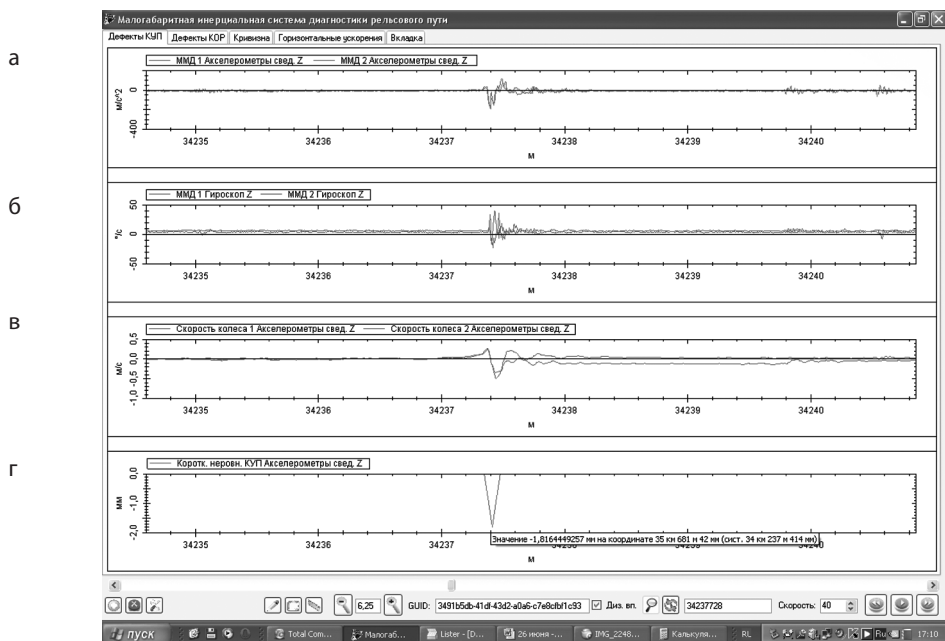 Малогабаритная инерциальная система диагностики рельсового пути
Дефекты КУП Дефекты КОР Кривизна Горизонтальные ускорения Вкладка
а
ММД 1 Акселерометры свед. Z ММД 2 Акселерометры свед. Z
м/с^2
0
-400
34235 34236 34237 34238 34239 34240
м
б
ММД 1 Гироскоп Z ММД 2 Гироскоп Z
°/с
50
0
-50
34235 34236 34237 34238 34239 34240
м
в
Скорость колеса 1 Акселерометры свед. Z Скорость колеса 2 Акселерометры свед. Z
м/с
0,5
0,0
-0,5
-1,0
34235 34236 34237 34238 34239 34240
м
г
Коротк. неровн. КУП Акселерометры свед. Z
мм
0,0
-1,0
-2,0
Значение -1,8164449257 мм на координате 35 км 681 м 42 мм (сист. 34 км 237 м 414 мм)
34235 34236 34237 34238 34239 34240
м
6,25 GUID: 3491b5db-41df-43d2-a0a6-c7e8cfbf1c93 Диз. вп. 34237728 Скорость: 40
пуск Total Com... Малогаб... Lister - [D... 26 июня -... IMG_2248... Калькуля... RL Ru 17:10